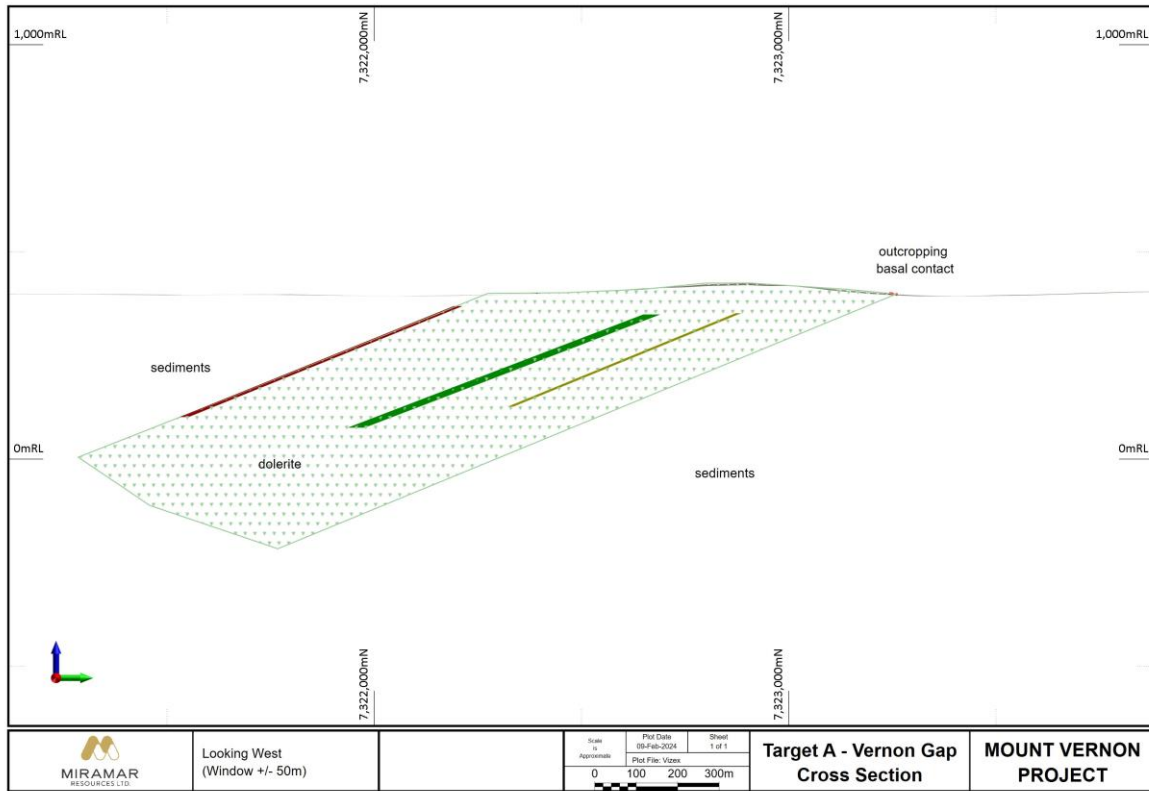 1,000mRL
7,322,000mN
7,323,000mN
1,000mRL
outcropping
basal contact
sediments
0mRL
dolerite
sediments
0mRL
7,322,000mN
7,323,000mN
MIRAMAR
RESOURCES LTD.
Looking West
(Window +/- 50m)
Scale
is
Approximate
Plot Date
09-Feb-2024
Sheet
1 of 1
Plot File: Vizex
0 100 200 300m
Target A - Vernon Gap
Cross Section
MOUNT VERNON
PROJECT